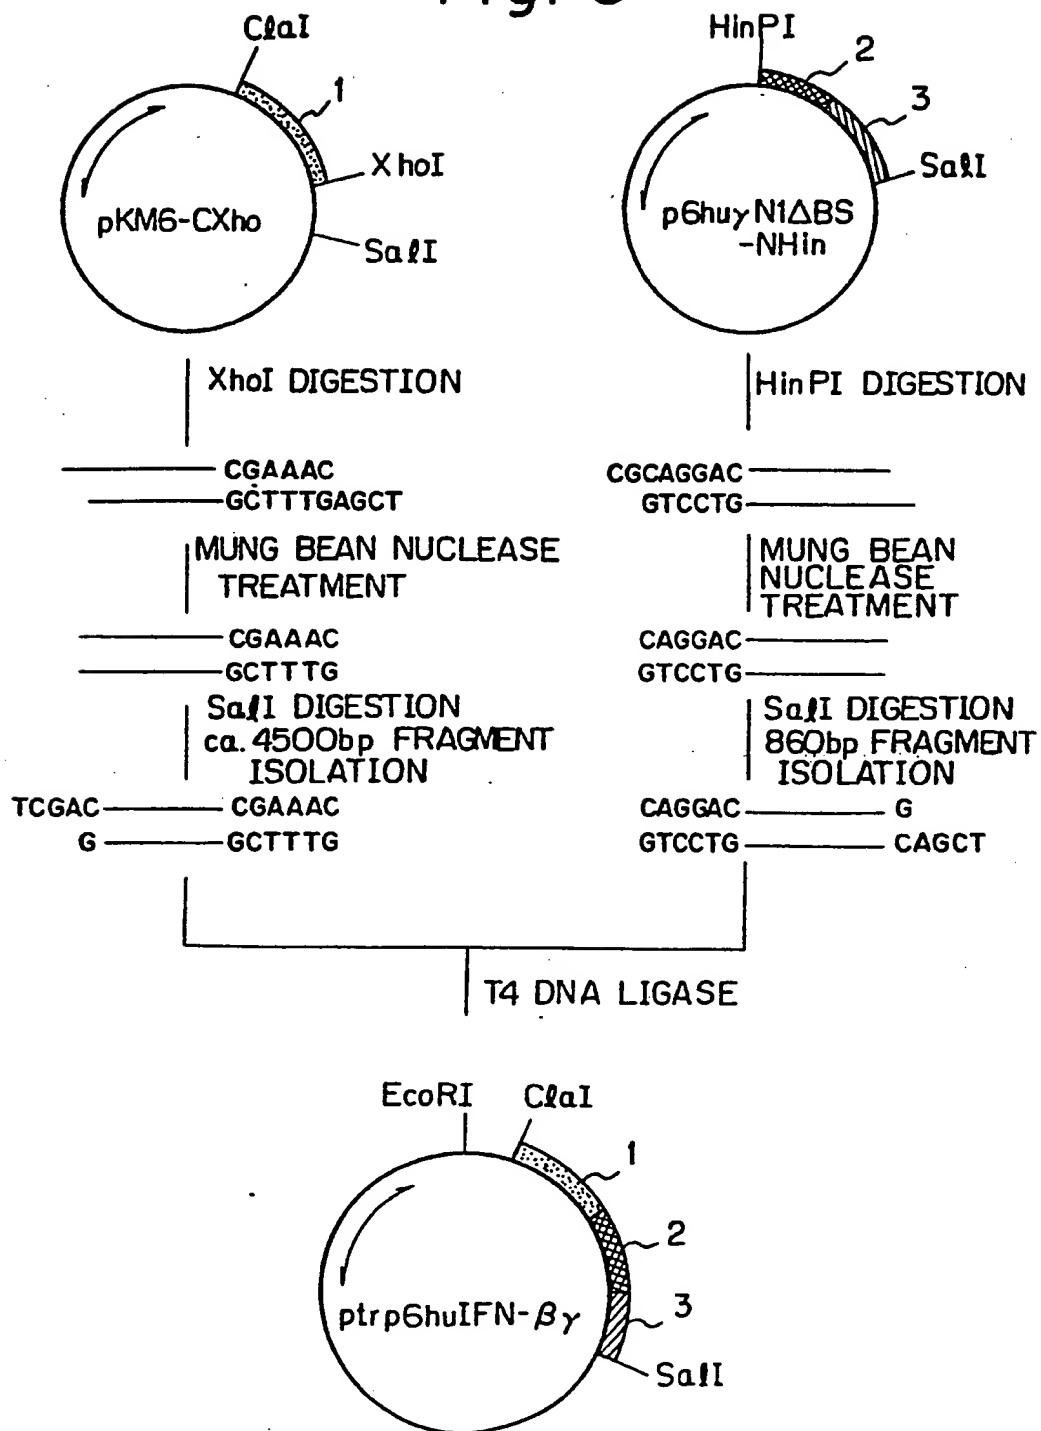 ClaI
1
XhoI
SalI
pKM6-CXho
HinPI
2
3
SalI
p6huγN1ΔBS
-NHin
XhoI DIGESTION
HinPI DIGESTION
CGAAAC
GCTTTGAGCT
CGCAGGAC
GTCCTG
MUNG BEAN NUCLEASE
TREATMENT
MUNG BEAN
NUCLEASE
TREATMENT
CGAAAC
GCTTTG
CAGGAC
GTCCTG
SalI DIGESTION
ca. 4500bp FRAGMENT
ISOLATION
SalI DIGESTION
860bp FRAGMENT
ISOLATION
TCGAC CGAAAC
G GCTTTG
CAGGAC G
GTCCTG CAGCT
T4 DNA LIGASE
EcoRI
ClaI
1
2
3
SalI
ptrp6huIFN-βγ